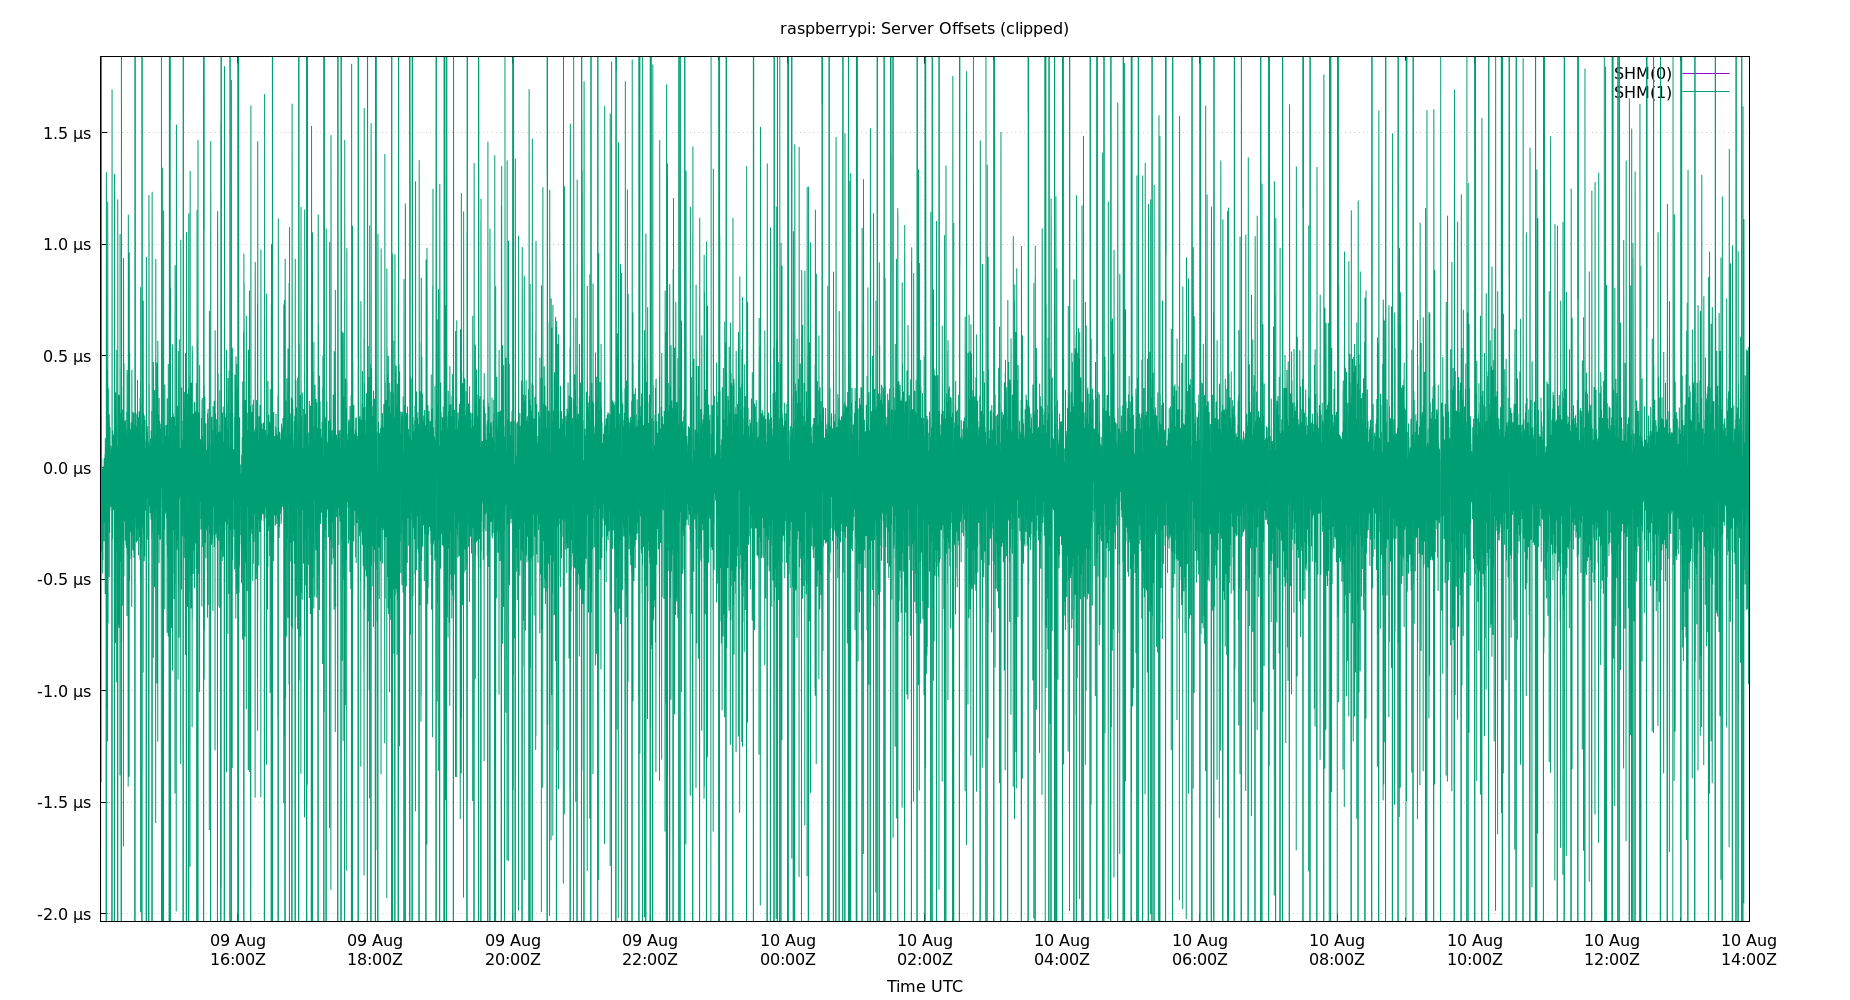 raspberrypi: Server Offsets (clipped)
SHM(0)
SHM(1)
1.5 µs
1.0 µs
0.5 µs
0.0 µs
-0.5 µs
-1.0 µs
-1.5 µs
-2.0 µs
09 Aug 09 Aug 09 Aug 09 Aug 10 Aug 10 Aug 10 Aug 10 Aug 10 Aug 10 Aug 10 Aug 10 Aug
16:00Z 18:00Z 20:00Z 22:00Z 00:00Z 02:00Z 04:00Z 06:00Z 08:00Z 10:00Z 12:00Z 14:00Z
Time UTC